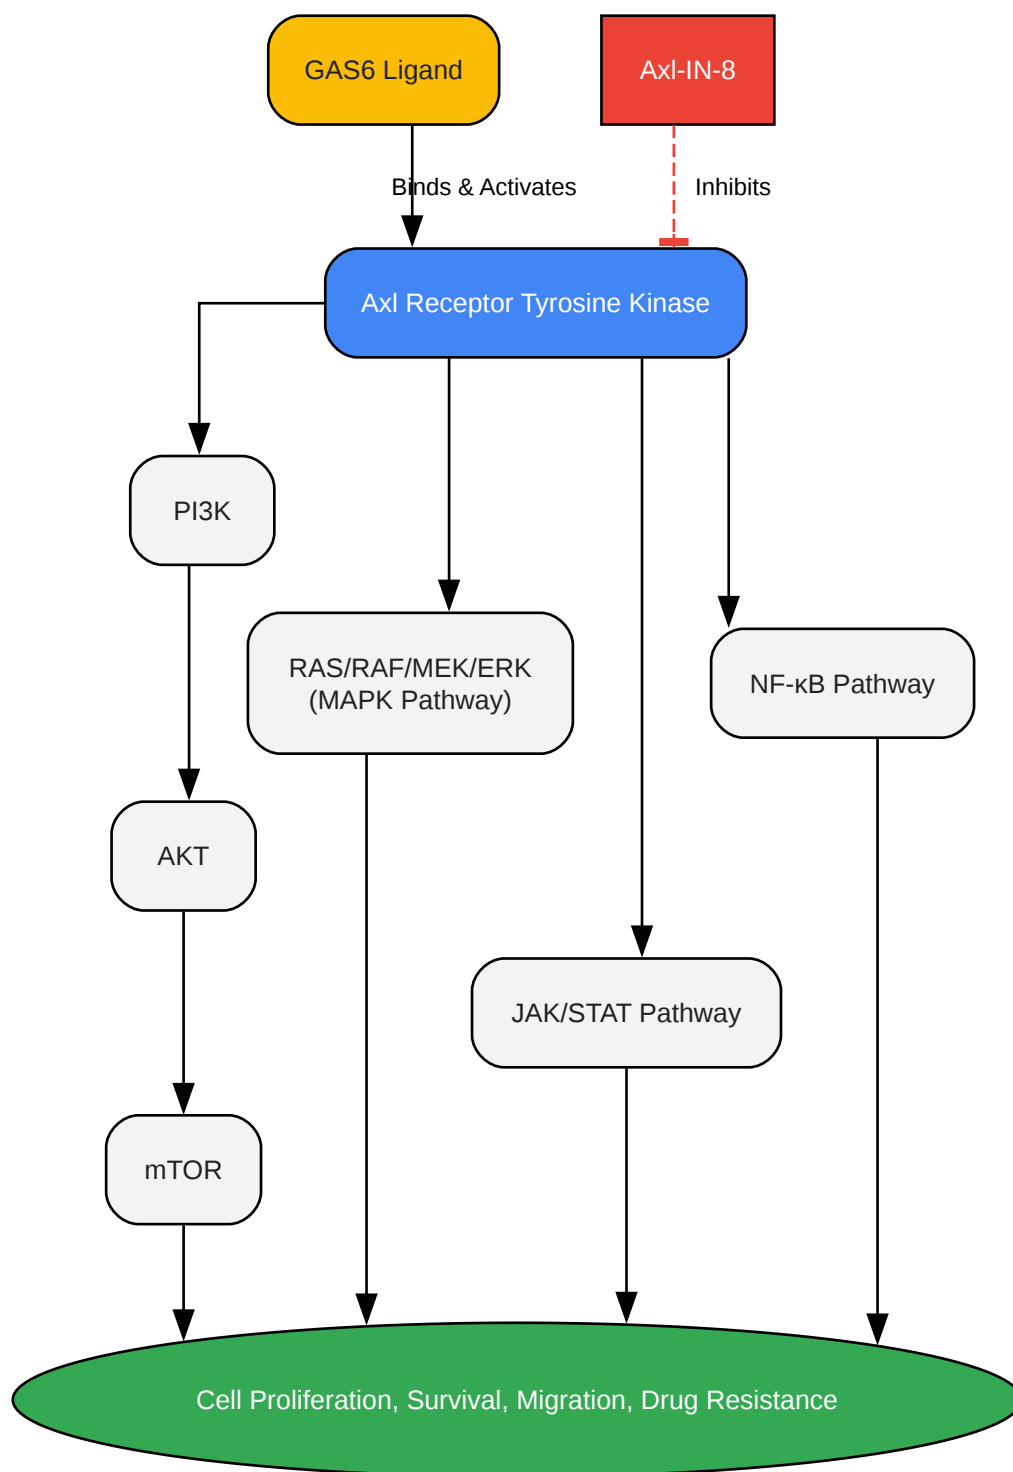 GAS6 Ligand
Axl-IN-8
Binds & Activates
Inhibits
Axl Receptor Tyrosine Kinase
PI3K
RAS/RAF/MEK/ERK
(MAPK Pathway)
NF-κB Pathway
AKT
JAK/STAT Pathway
mTOR
Cell Proliferation, Survival, Migration, Drug Resistance